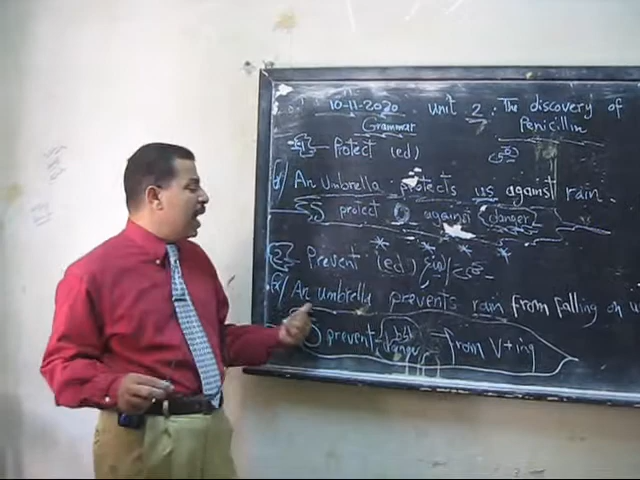 10-11-2020 unit 2: The discovery of
Grammar Penicillin
1 Protect (ed)
An Umbrella protects us against rain.
S protect against danger
2 Prevent (ed)
An umbrella prevents rain from falling on u
prevent from V+ing